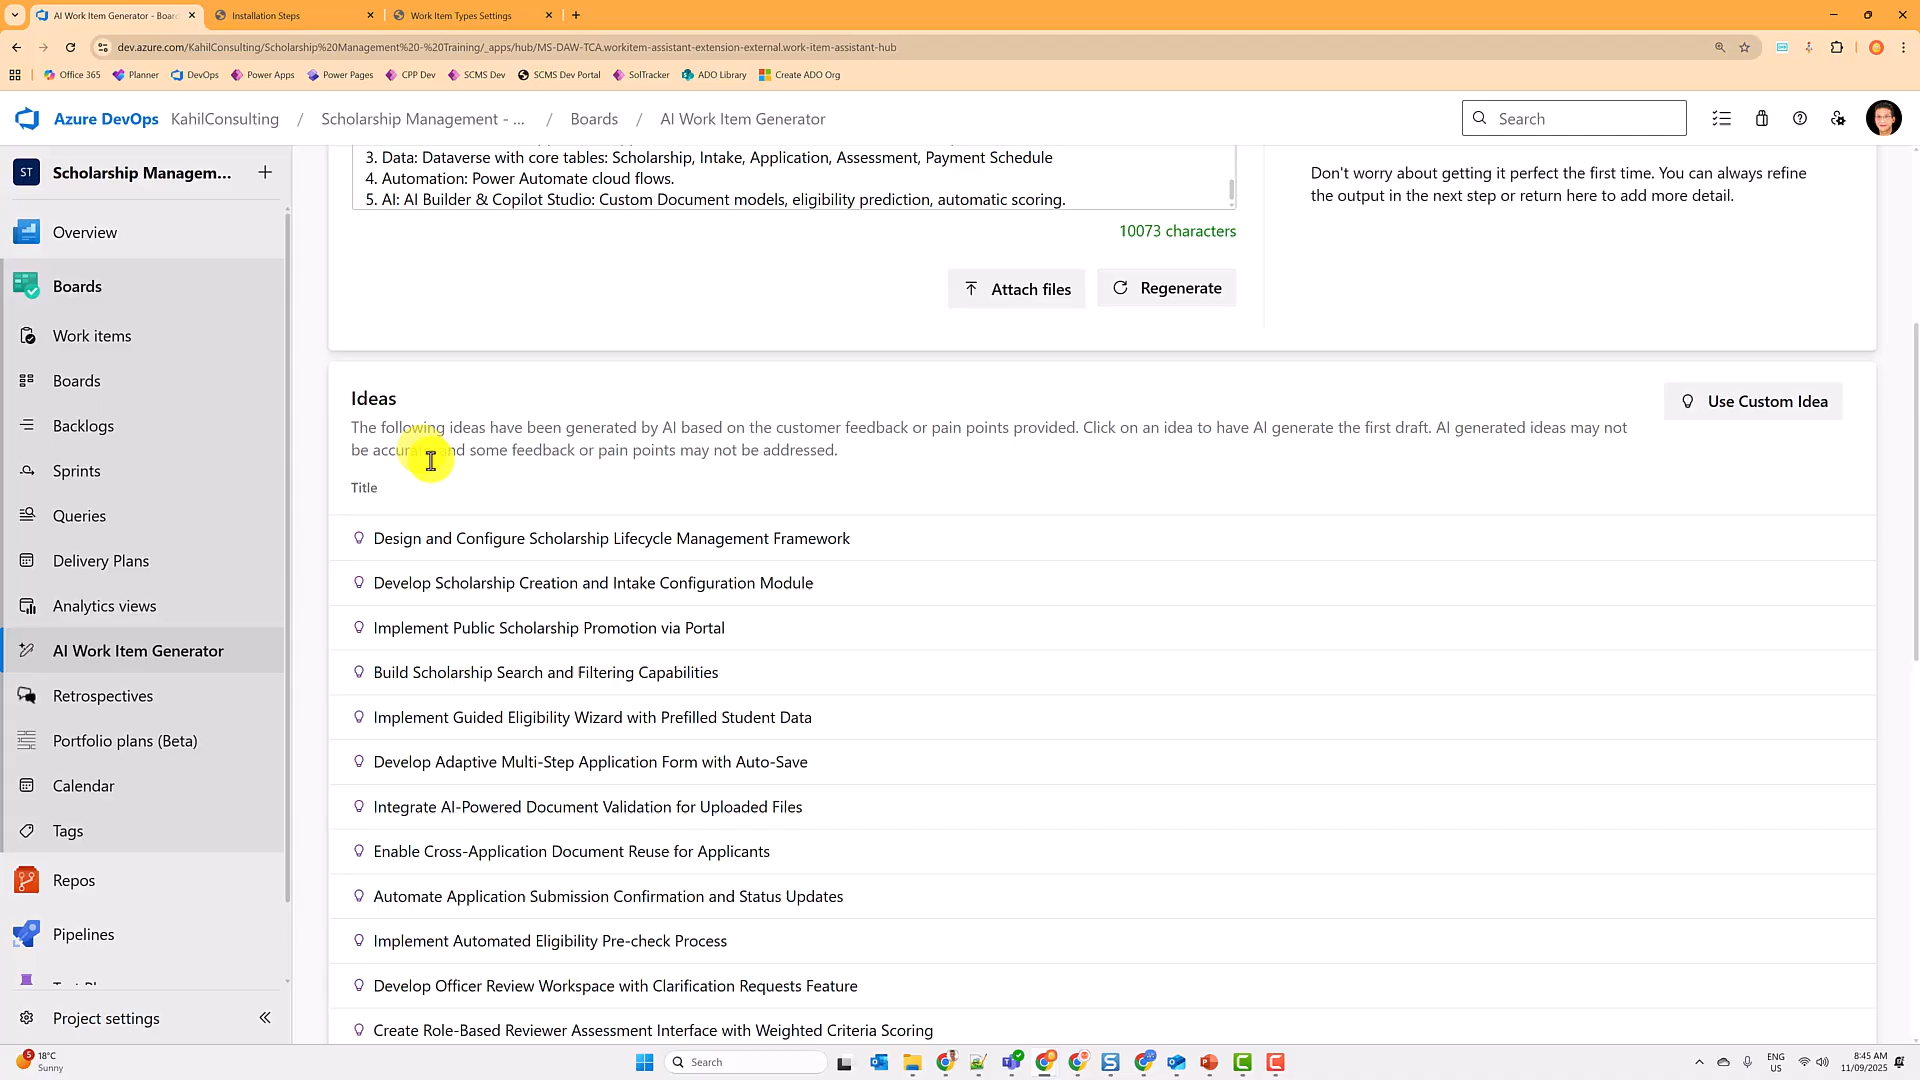 AI Work Item Generator - Board
Installation Steps
Work Item Types Settings
dev.azure.com/KahilConsulting/Scholarship%20Management%20-%20Training/_apps/hub/MS-DAW-TCA.workitem-assistant-extension-external.work-item-assistant-hub
Office 365
Planner
DevOps
Power Apps
Power Pages
CPP Dev
SCMS Dev
SCMS Dev Portal
SolTracker
ADO Library
Create ADO Org
Azure DevOps KahilConsulting / Scholarship Management - ... / Boards / AI Work Item Generator
Search
ST Scholarship Managem...
Overview
Boards
Work items
Boards
Backlogs
Sprints
Queries
Delivery Plans
Analytics views
AI Work Item Generator
Retrospectives
Portfolio plans (Beta)
Calendar
Tags
Repos
Pipelines
Project settings
3. Data: Dataverse with core tables: Scholarship, Intake, Application, Assessment, Payment Schedule
4. Automation: Power Automate cloud flows.
5. AI: AI Builder & Copilot Studio: Custom Document models, eligibility prediction, automatic scoring.
10073 characters
Attach files
Regenerate
Don't worry about getting it perfect the first time. You can always refine
the output in the next step or return here to add more detail.
Ideas
Use Custom Idea
The following ideas have been generated by AI based on the customer feedback or pain points provided. Click on an idea to have AI generate the first draft. AI generated ideas may not
be accurate and some feedback or pain points may not be addressed.
Title
Design and Configure Scholarship Lifecycle Management Framework
Develop Scholarship Creation and Intake Configuration Module
Implement Public Scholarship Promotion via Portal
Build Scholarship Search and Filtering Capabilities
Implement Guided Eligibility Wizard with Prefilled Student Data
Develop Adaptive Multi-Step Application Form with Auto-Save
Integrate AI-Powered Document Validation for Uploaded Files
Enable Cross-Application Document Reuse for Applicants
Automate Application Submission Confirmation and Status Updates
Implement Automated Eligibility Pre-check Process
Develop Officer Review Workspace with Clarification Requests Feature
Create Role-Based Reviewer Assessment Interface with Weighted Criteria Scoring
5
18°C
Sunny
Search
ENG
US
8:45 AM
11/09/2025